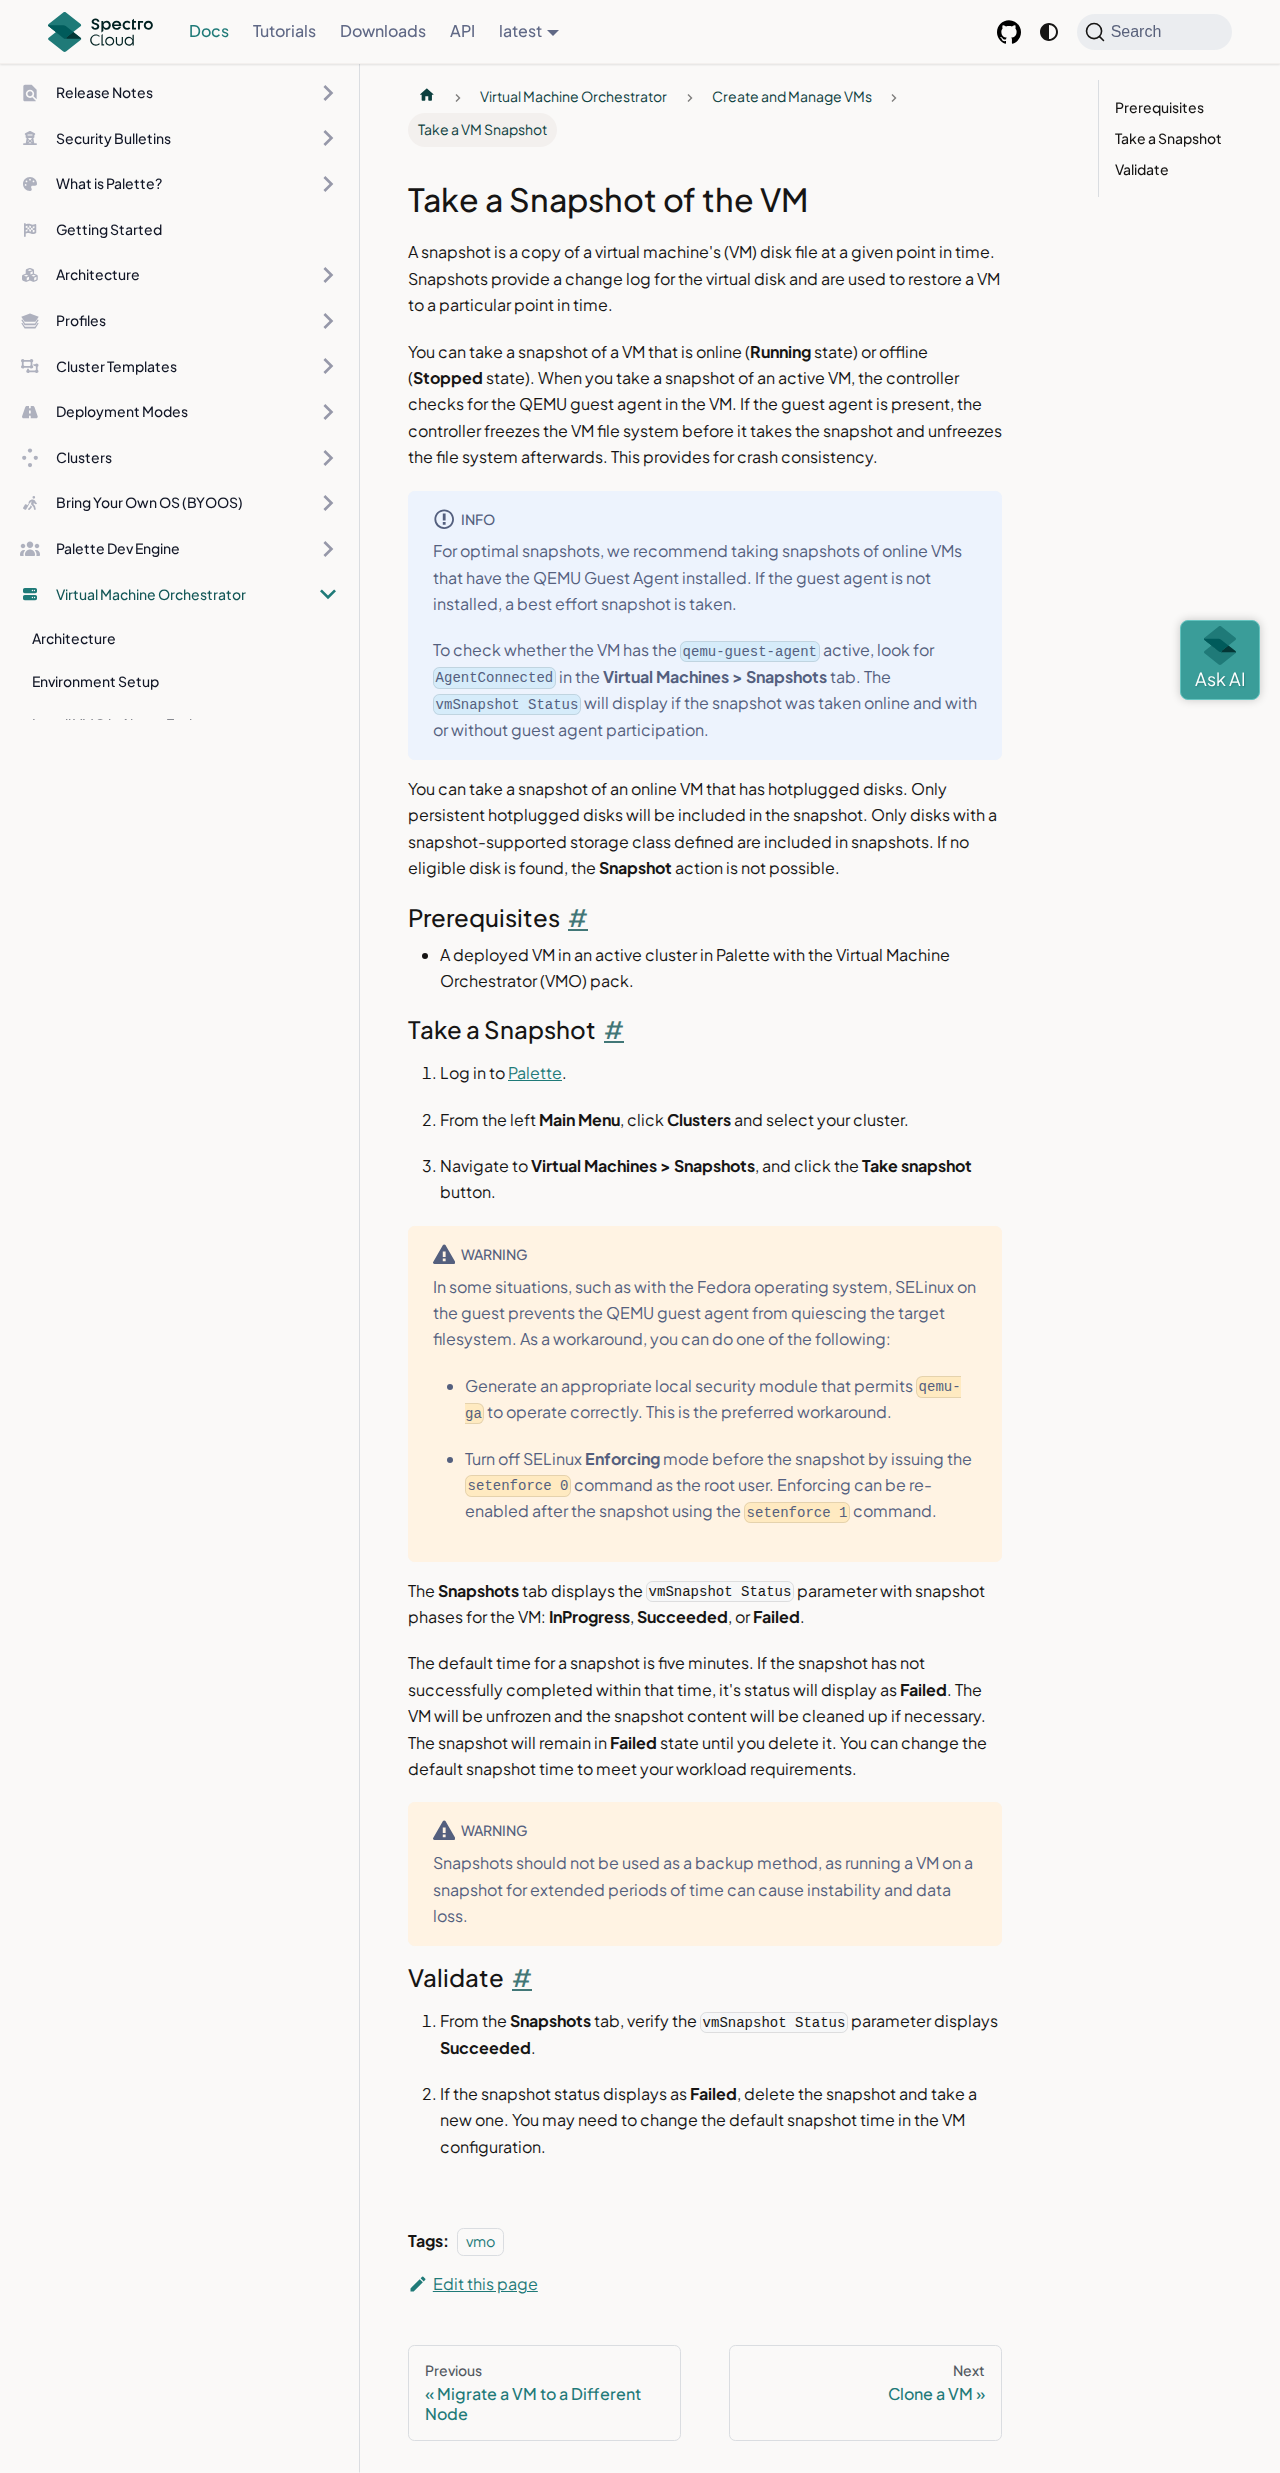 Spectro Cloud
Docs
Tutorials
Downloads
API
latest
Search
Release Notes
Security Bulletins
What is Palette?
Getting Started
Architecture
Profiles
Cluster Templates
Deployment Modes
Clusters
Bring Your Own OS (BYOOS)
Palette Dev Engine
Virtual Machine Orchestrator
Architecture
Environment Setup
Virtual Machine Orchestrator
Create and Manage VMs
Take a VM Snapshot
Take a Snapshot of the VM
A snapshot is a copy of a virtual machine's (VM) disk file at a given point in time.
Snapshots provide a change log for the virtual disk and are used to restore a VM
to a particular point in time.
You can take a snapshot of a VM that is online (Running state) or offline
(Stopped state). When you take a snapshot of an active VM, the controller
checks for the QEMU guest agent in the VM. If the guest agent is present, the
controller freezes the VM file system before it takes the snapshot and unfreezes
the file system afterwards. This provides for crash consistency.
INFO
For optimal snapshots, we recommend taking snapshots of online VMs
that have the QEMU Guest Agent installed. If the guest agent is not
installed, a best effort snapshot is taken.
To check whether the VM has the qemu-guest-agent active, look for
AgentConnected in the Virtual Machines > Snapshots tab. The
vmSnapshot Status will display if the snapshot was taken online and with
or without guest agent participation.
You can take a snapshot of an online VM that has hotplugged disks. Only
persistent hotplugged disks will be included in the snapshot. Only disks with a
snapshot-supported storage class defined are included in snapshots. If no
eligible disk is found, the Snapshot action is not possible.
Prerequisites #
• A deployed VM in an active cluster in Palette with the Virtual Machine
Orchestrator (VMO) pack.
Take a Snapshot #
1. Log in to Palette.
2. From the left Main Menu, click Clusters and select your cluster.
3. Navigate to Virtual Machines > Snapshots, and click the Take snapshot
button.
WARNING
In some situations, such as with the Fedora operating system, SELinux on
the guest prevents the QEMU guest agent from quiescing the target
filesystem. As a workaround, you can do one of the following:
• Generate an appropriate local security module that permits qemu-
ga to operate correctly. This is the preferred workaround.
• Turn off SELinux Enforcing mode before the snapshot by issuing the
setenforce 0 command as the root user. Enforcing can be re-
enabled after the snapshot using the setenforce 1 command.
The Snapshots tab displays the vmSnapshot Status parameter with snapshot
phases for the VM: InProgress, Succeeded, or Failed.
The default time for a snapshot is five minutes. If the snapshot has not
successfully completed within that time, it's status will display as Failed. The
VM will be unfrozen and the snapshot content will be cleaned up if necessary.
The snapshot will remain in Failed state until you delete it. You can change the
default snapshot time to meet your workload requirements.
WARNING
Snapshots should not be used as a backup method, as running a VM on a
snapshot for extended periods of time can cause instability and data
loss.
Validate #
1. From the Snapshots tab, verify the vmSnapshot Status parameter displays
Succeeded.
2. If the snapshot status displays as Failed, delete the snapshot and take a
new one. You may need to change the default snapshot time in the VM
configuration.
Tags: vmo
Edit this page
Previous
« Migrate a VM to a Different
Node
Next
Clone a VM »
Prerequisites
Take a Snapshot
Validate
Ask AI